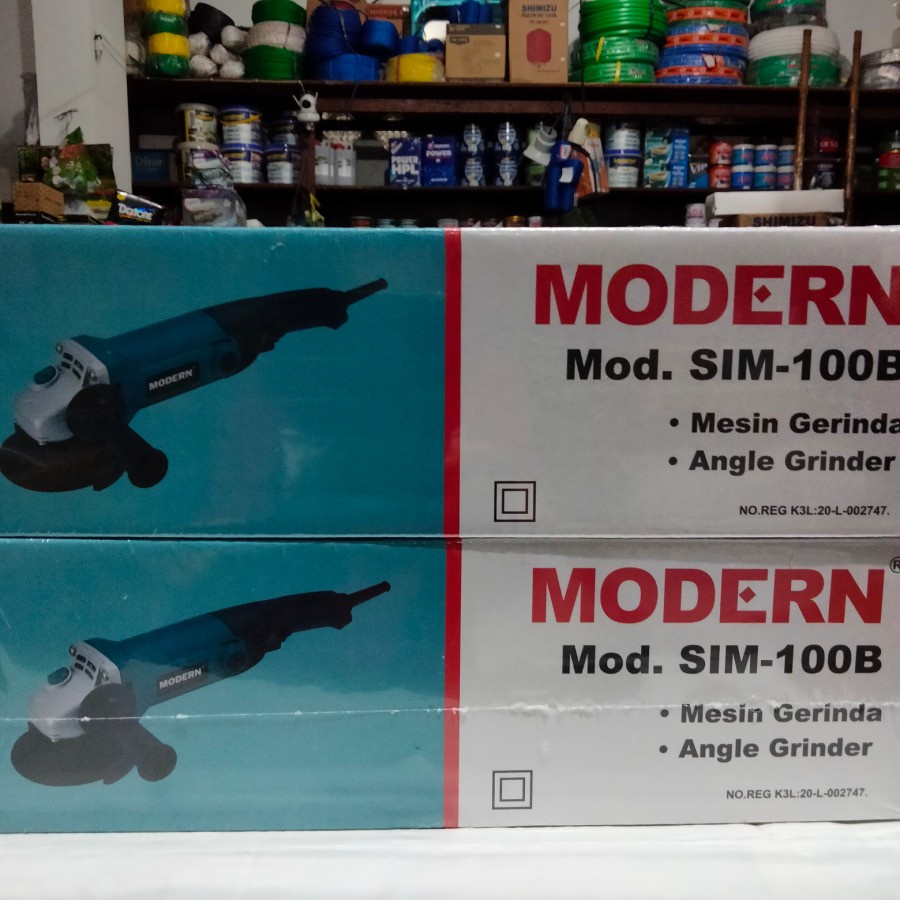 SHIMIZU
POWER
HPL
SHIMIZU
MODERN
Mod. SIM-100B
• Mesin Gerinda
• Angle Grinder
NO.REG K3L:20-L-002747.
MODERN
MODERN®
Mod. SIM-100B
• Mesin Gerinda
• Angle Grinder
NO.REG K3L:20-L-002747.
MODERN